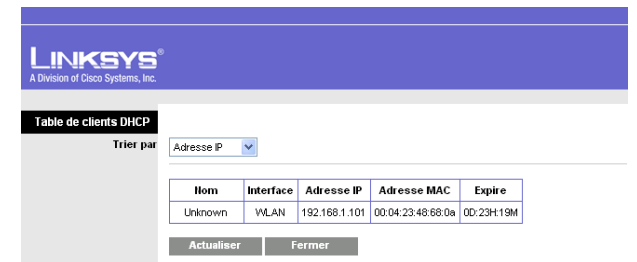 LINKSYS®
A Division of Cisco Systems, Inc.
Table de clients DHCP
Trier par Adresse IP
Nom Interface Adresse IP Adresse MAC Expire
Unknown WLAN 192.168.1.101 00:04:23:48:68:0a 0D:23H:19M
Actualiser Fermer